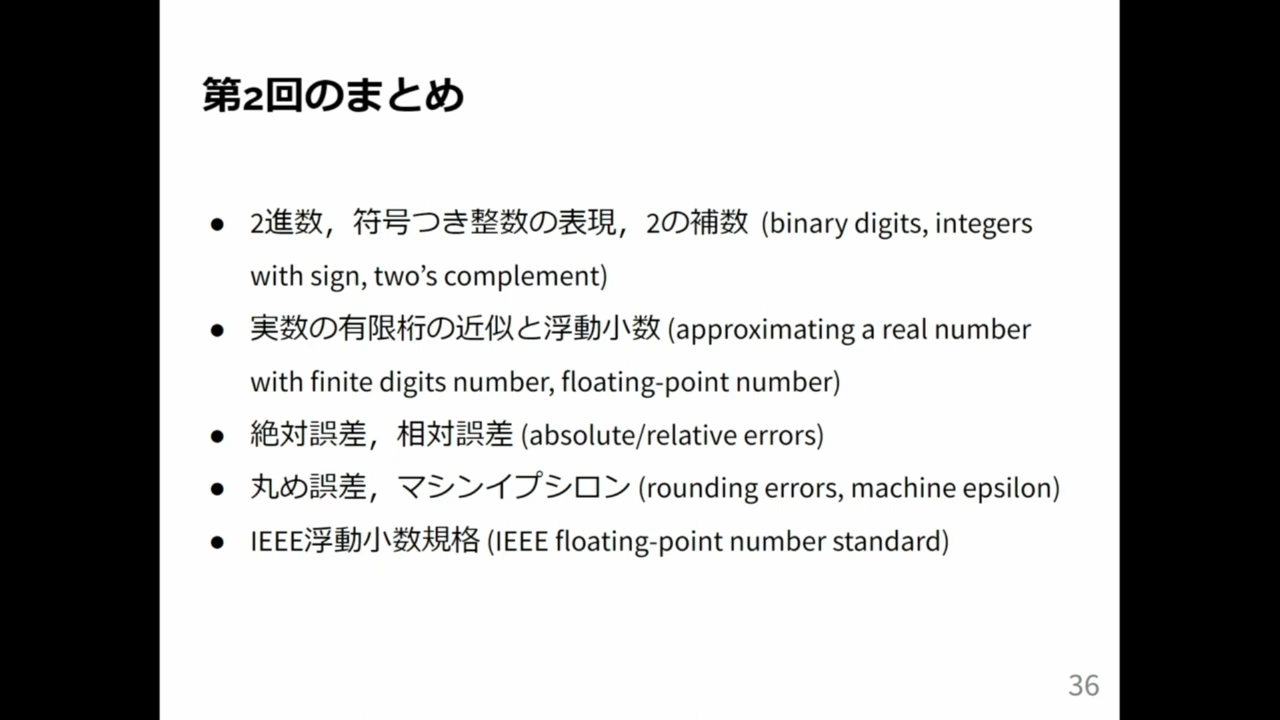 第2回のまとめ
● 2進数，符号つき整数の表現，2の補数 (binary digits, integers
with sign, two’s complement)
● 実数の有限桁の近似と浮動小数 (approximating a real number
with finite digits number, floating-point number)
● 絶対誤差，相対誤差 (absolute/relative errors)
● 丸め誤差，マシンイプシロン (rounding errors, machine epsilon)
● IEEE浮動小数規格 (IEEE floating-point number standard)
36